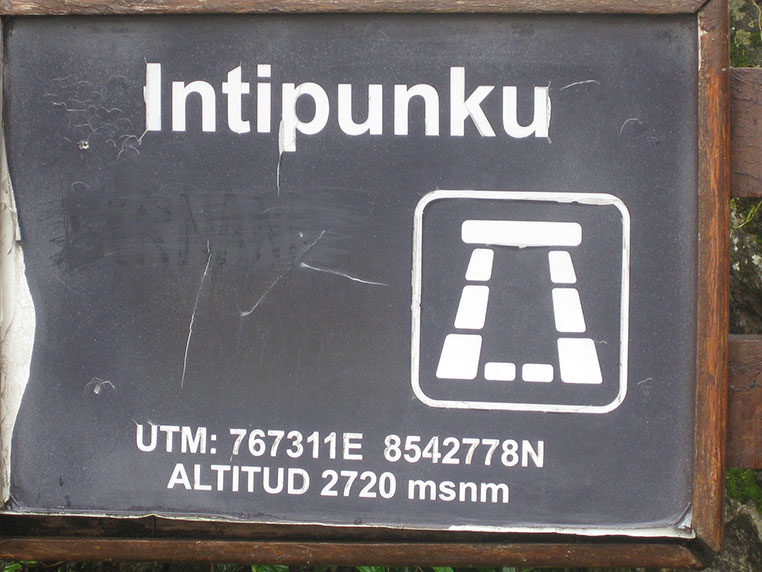 Intipunku
UTM: 767311E 8542778N
ALTITUD 2720 msnm